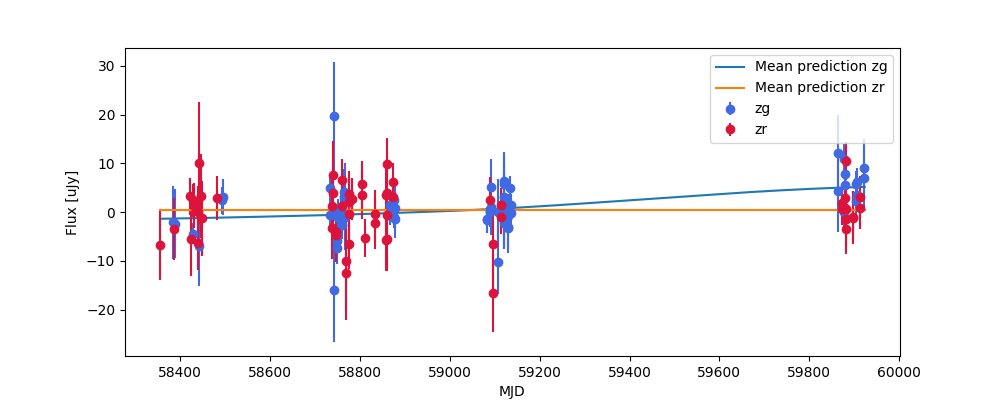 Mean prediction zg
Mean prediction zr
zg
zr
30
20
10
0
−10
−20
Flux [uJy]
58400
58600
58800
59000
59200
59400
59600
59800
60000
MJD